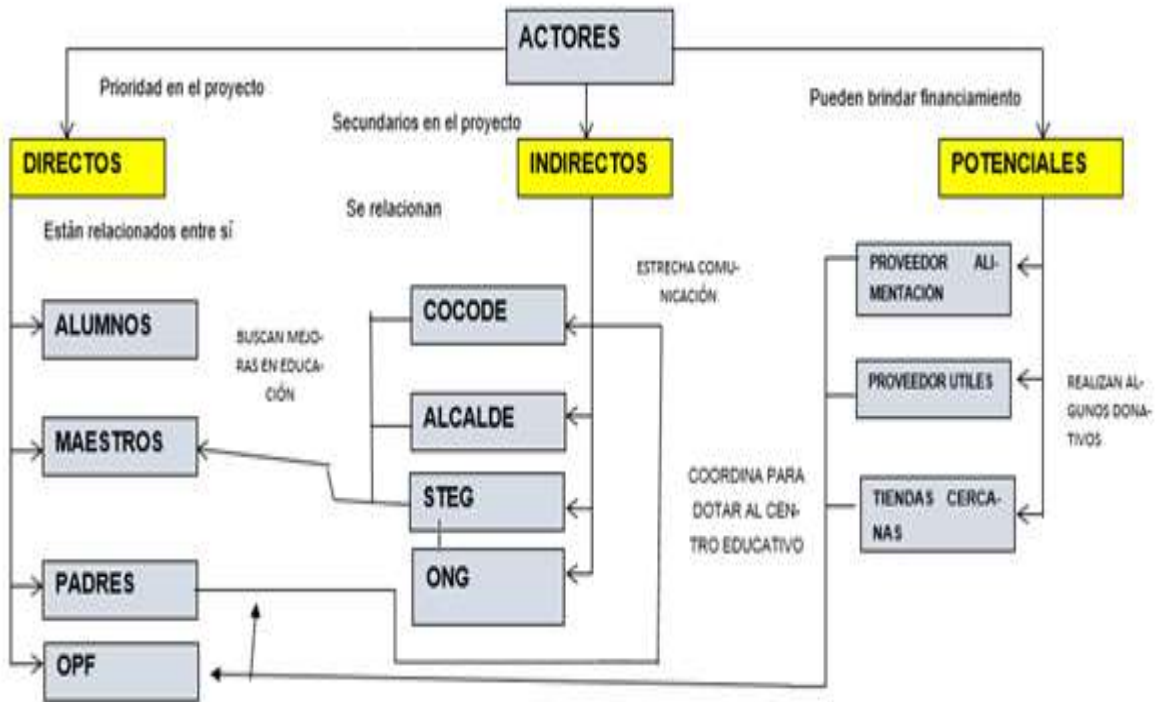 ACTORES
Prioridad en el proyecto
Secundarios en el proyecto
Pueden brindar financiamiento
DIRECTOS
INDIRECTOS
POTENCIALES
Están relacionados entre sí
Se relacionan
ALUMNOS
MAESTROS
PADRES
OPF
BUSCAN MEJO-
RAS EN EDUCA-
CIÓN
COCODE
ALCALDE
STEG
ONG
ESTRECHA COMU-
NICACIÓN
COORDINA PARA
DOTAR AL CEN-
TRO EDUCATIVO
PROVEEDOR ALI-
MENTACIÓN
PROVEEDOR UTILES
TIENDAS CERCA-
NAS
REALIZAN AL-
GUNOS DONA-
TIVOS